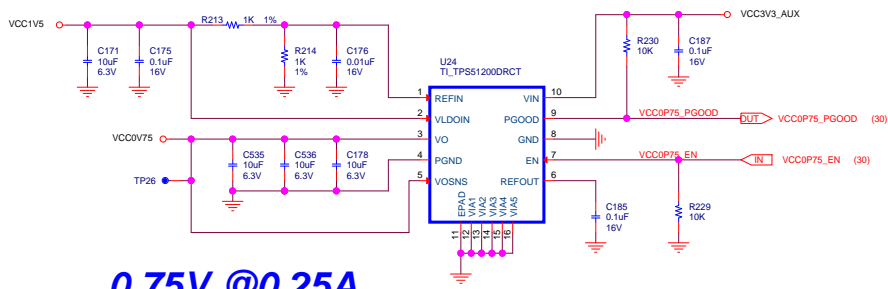 VCC1V5
R213 1K 1%
C171
10uF
6.3V
C175
0.1uF
16V
R214
1K
1%
C176
0.01uF
16V
VCC3V3_AUX
R230
10K
C187
0.1uF
16V
U24
TI_TPS51200DRCT
1 REFIN
2 VLDOIN
3 VO
4 PGND
5 VOSNS
VIN 10
PGOOD 9
GND 8
EN 7
REFOUT 6
EPAD 11
VIA1 12
VIA2 13
VIA3 14
VIA4 15
VIA5 16
VCC0P75_PGOOD
OUT VCC0P75_PGOOD (30)
VCC0P75_EN
IN VCC0P75_EN (30)
VCC0V75
C535
10uF
6.3V
C536
10uF
6.3V
C178
10uF
6.3V
TP26
C185
0.1uF
16V
R229
10K
0.75V @0.25A